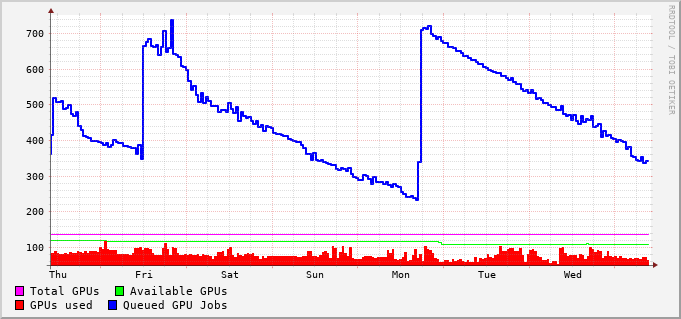 700
600
500
400
300
200
100
Thu Fri Sat Sun Mon Tue Wed
Total GPUs Available GPUs
GPUs used Queued GPU Jobs
RRDTOOL / TOBI OETIKER